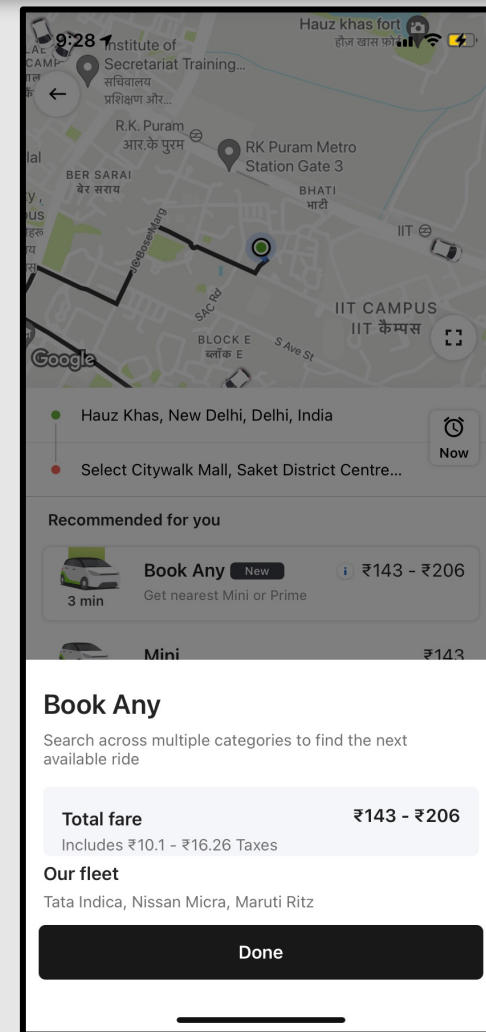 Hauz khas fort
हौज़ खास फ़ोर्ट
9:28
Institute of
Secretariat Training...
सचिवालय
प्रशिक्षण और...
R.K. Puram
आर.के पुरम
RK Puram Metro
Station Gate 3
BER SARAI
बेर सराय
BHATI
भाटी
IIT
JC Bose Marg
SAC Rd
IIT CAMPUS
IIT कैम्पस
BLOCK E
ब्लॉक E
S Ave St
Google
Hauz Khas, New Delhi, Delhi, India
Now
Select Citywalk Mall, Saket District Centre...
Recommended for you
Book Any New i ₹143 - ₹206
3 min Get nearest Mini or Prime
Mini ₹143
Book Any
Search across multiple categories to find the next
available ride
Total fare ₹143 - ₹206
Includes ₹10.1 - ₹16.26 Taxes
Our fleet
Tata Indica, Nissan Micra, Maruti Ritz
Done